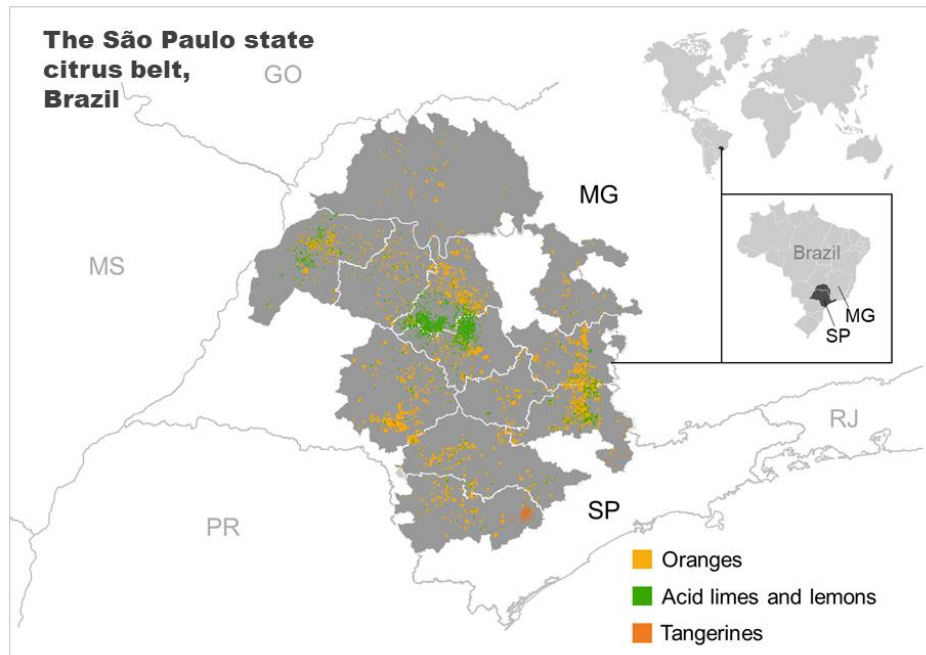 The São Paulo state
citrus belt,
Brazil
GO
MG
MS
Brazil
MG
SP
RJ
PR
SP
Oranges
Acid limes and lemons
Tangerines